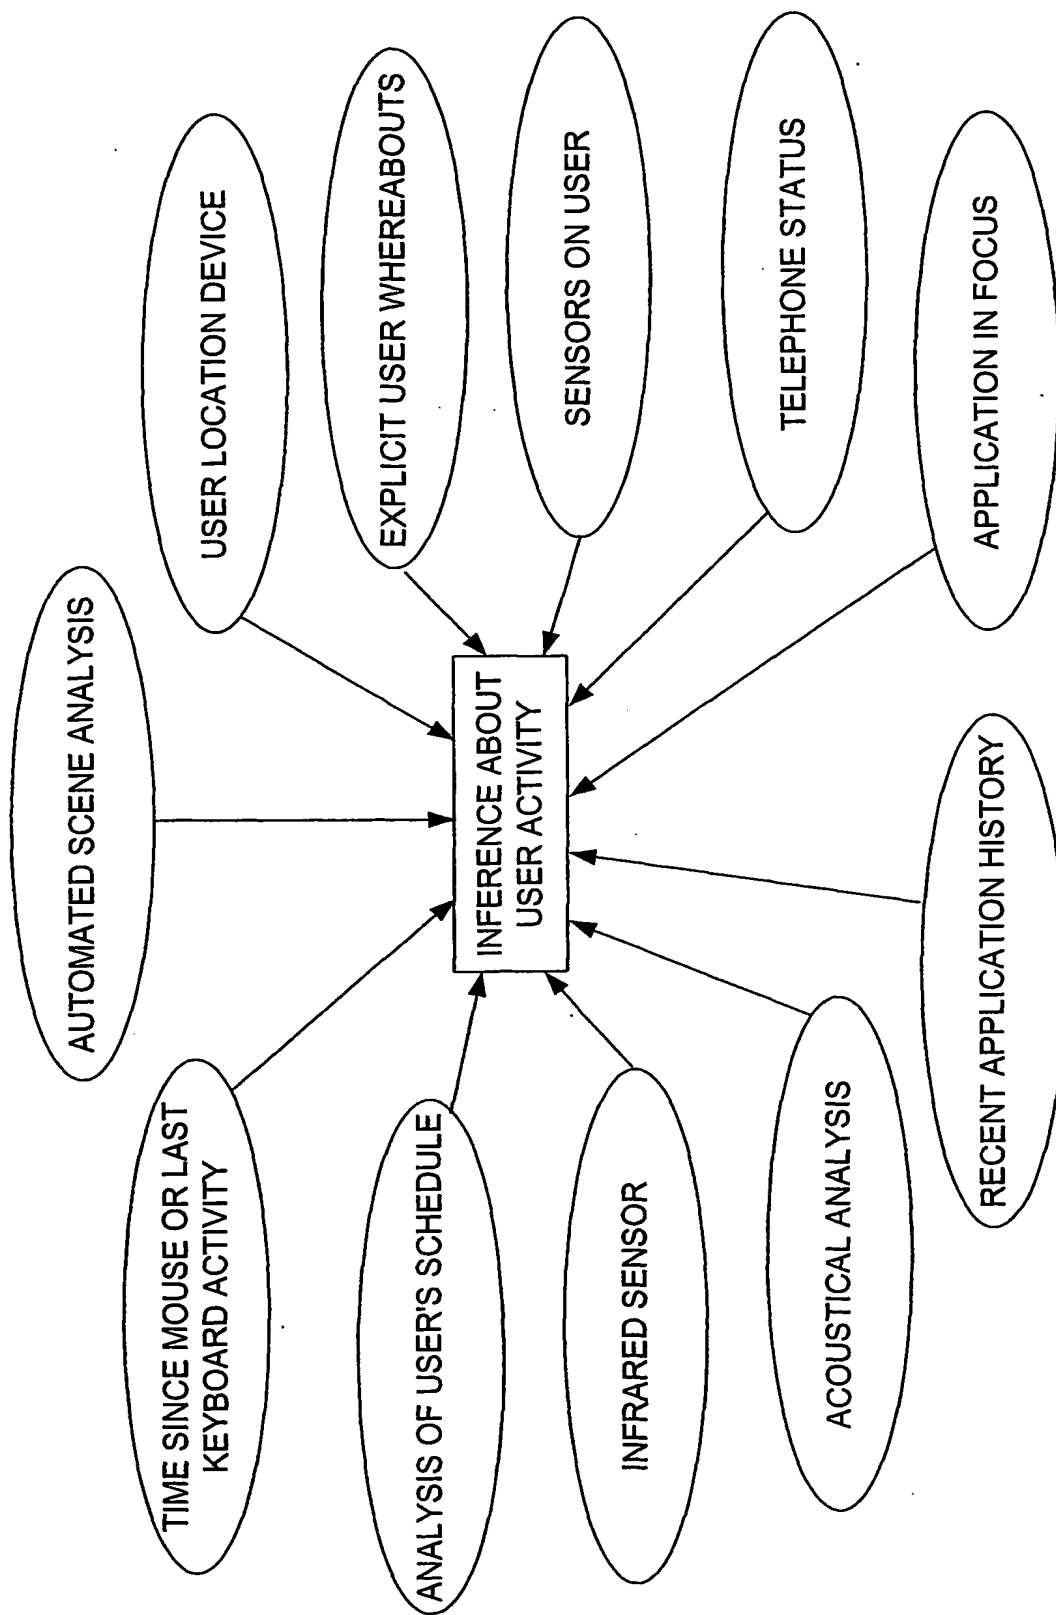 AUTOMATED SCENE ANALYSIS
TIME SINCE MOUSE OR LAST
KEYBOARD ACTIVITY
USER LOCATION DEVICE
ANALYSIS OF USER'S SCHEDULE
EXPLICIT USER WHEREABOUTS
INFERENCE ABOUT
USER ACTIVITY
INFRARED SENSOR
SENSORS ON USER
ACOUSTICAL ANALYSIS
TELEPHONE STATUS
RECENT APPLICATION HISTORY
APPLICATION IN FOCUS